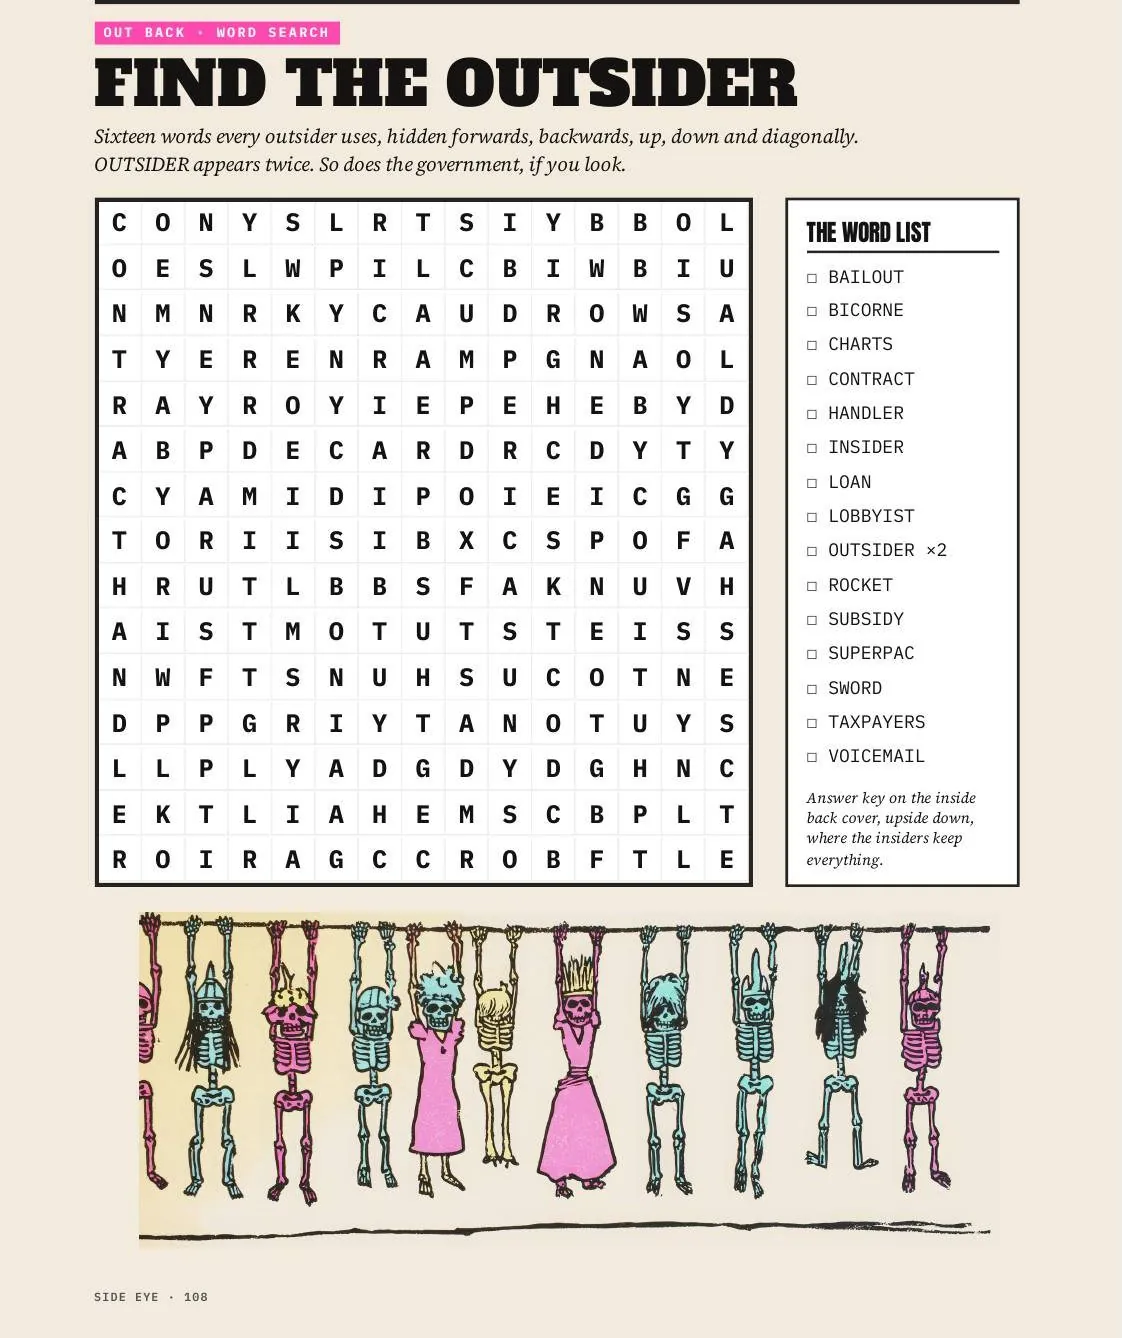 OUT BACK · WORD SEARCH
FIND THE OUTSIDER
Sixteen words every outsider uses, hidden forwards, backwards, up, down and diagonally.
OUTSIDER appears twice. So does the government, if you look.
C O N Y S L R T S I Y B B O L
O E S L W P I L C B I W B I U
N M N R K Y C A U D R O W S A
T Y E R E N R A M P G N A O L
R A Y R O Y I E P E H E B Y D
A B P D E C A R D R C D Y T Y
C Y A M I D I P O I E I C G G
T O R I I S I B X C S P O F A
H R U T L B B S F A K N U V H
A I S T M O T U T S T E I S S
N W F T S N U H S U C O T N E
D P P G R I Y T A N O T U Y S
L L P L Y A D G D Y D G H N C
E K T L I A H E M S C B P L T
R O I R A G C C R O B F T L E
THE WORD LIST
☐ BAILOUT
☐ BICORNE
☐ CHARTS
☐ CONTRACT
☐ HANDLER
☐ INSIDER
☐ LOAN
☐ LOBBYIST
☐ OUTSIDER ×2
☐ ROCKET
☐ SUBSIDY
☐ SUPERPAC
☐ SWORD
☐ TAXPAYERS
☐ VOICEMAIL
Answer key on the inside
back cover, upside down,
where the insiders keep
everything.
SIDE EYE · 108